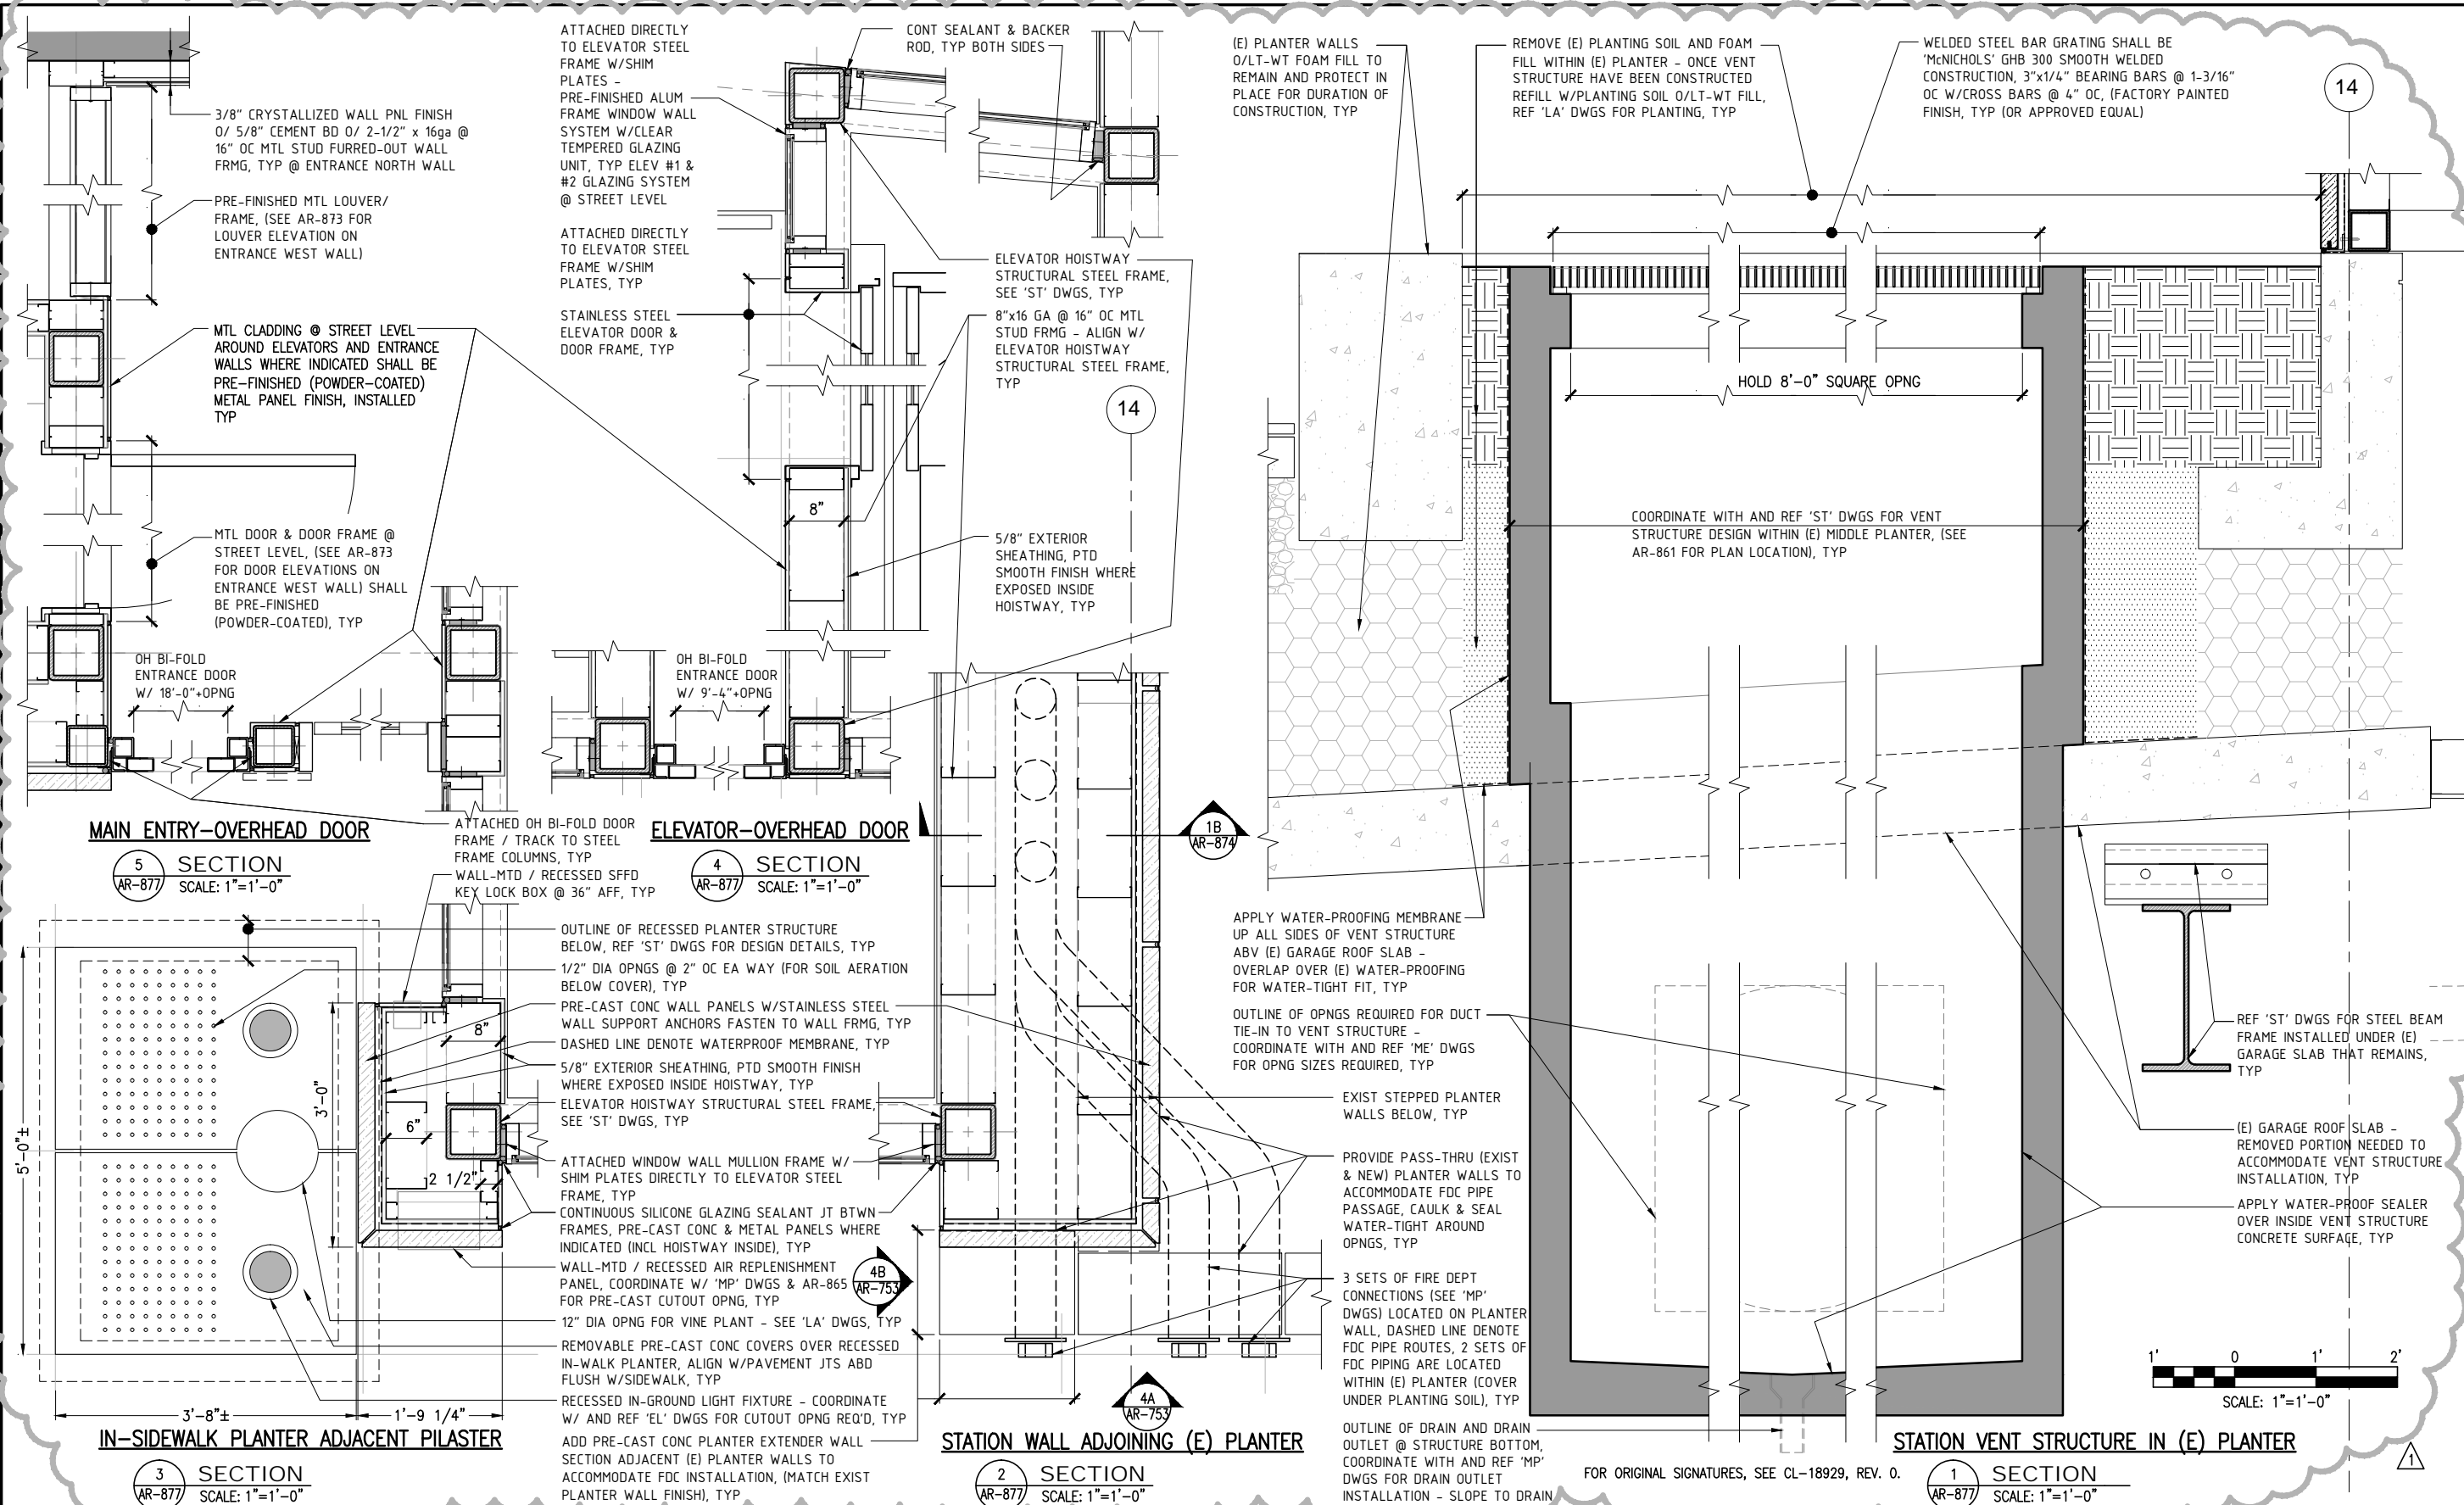 3/8" CRYSTALLIZED WALL PNL FINISH
O/ 5/8" CEMENT BD O/ 2-1/2" x 16ga @
16" OC MTL STUD FURRED-OUT WALL
FRMG, TYP @ ENTRANCE NORTH WALL
PRE-FINISHED MTL LOUVER/
FRAME, (SEE AR-873 FOR
LOUVER ELEVATION ON
ENTRANCE WEST WALL)
MTL CLADDING @ STREET LEVEL
AROUND ELEVATORS AND ENTRANCE
WALLS WHERE INDICATED SHALL BE
PRE-FINISHED (POWDER-COATED)
METAL PANEL FINISH, INSTALLED
TYP
MTL DOOR & DOOR FRAME @
STREET LEVEL, (SEE AR-873
FOR DOOR ELEVATIONS ON
ENTRANCE WEST WALL) SHALL
BE PRE-FINISHED
(POWDER-COATED), TYP
OH BI-FOLD
ENTRANCE DOOR
W/ 18'-0"+OPNG
MAIN ENTRY-OVERHEAD DOOR
5
AR-877
SECTION
SCALE: 1"=1'-0"
ATTACHED DIRECTLY
TO ELEVATOR STEEL
FRAME W/SHIM
PLATES -
PRE-FINISHED ALUM
FRAME WINDOW WALL
SYSTEM W/CLEAR
TEMPERED GLAZING
UNIT, TYP ELEV #1 &
#2 GLAZING SYSTEM
@ STREET LEVEL
ATTACHED DIRECTLY
TO ELEVATOR STEEL
FRAME W/SHIM
PLATES, TYP
STAINLESS STEEL
ELEVATOR DOOR &
DOOR FRAME, TYP
CONT SEALANT & BACKER
ROD, TYP BOTH SIDES
ELEVATOR HOISTWAY
STRUCTURAL STEEL FRAME,
SEE 'ST' DWGS, TYP
8"x16 GA @ 16" OC MTL
STUD FRMG - ALIGN W/
ELEVATOR HOISTWAY
STRUCTURAL STEEL FRAME,
TYP
14
8"
5/8" EXTERIOR
SHEATHING, PTD
SMOOTH FINISH WHERE
EXPOSED INSIDE
HOISTWAY, TYP
OH BI-FOLD
ENTRANCE DOOR
W/ 9'-4"+OPNG
ELEVATOR-OVERHEAD DOOR
4
AR-877
SECTION
SCALE: 1"=1'-0"
ATTACHED OH BI-FOLD DOOR
FRAME / TRACK TO STEEL
FRAME COLUMNS, TYP
WALL-MTD / RECESSED SFFD
KEY LOCK BOX @ 36" AFF, TYP
OUTLINE OF RECESSED PLANTER STRUCTURE
BELOW, REF 'ST' DWGS FOR DESIGN DETAILS, TYP
1/2" DIA OPNGS @ 2" OC EA WAY (FOR SOIL AERATION
BELOW COVER), TYP
PRE-CAST CONC WALL PANELS W/STAINLESS STEEL
WALL SUPPORT ANCHORS FASTEN TO WALL FRMG, TYP
DASHED LINE DENOTE WATERPROOF MEMBRANE, TYP
5/8" EXTERIOR SHEATHING, PTD SMOOTH FINISH
WHERE EXPOSED INSIDE HOISTWAY, TYP
ELEVATOR HOISTWAY STRUCTURAL STEEL FRAME,
SEE 'ST' DWGS, TYP
ATTACHED WINDOW WALL MULLION FRAME W/
SHIM PLATES DIRECTLY TO ELEVATOR STEEL
FRAME, TYP
CONTINUOUS SILICONE GLAZING SEALANT JT BTWN
FRAMES, PRE-CAST CONC & METAL PANELS WHERE
INDICATED (INCL HOISTWAY INSIDE), TYP
WALL-MTD / RECESSED AIR REPLENISHMENT
PANEL, COORDINATE W/ 'MP' DWGS & AR-865
FOR PRE-CAST CUTOUT OPNG, TYP
12" DIA OPNG FOR VINE PLANT - SEE 'LA' DWGS, TYP
REMOVABLE PRE-CAST CONC COVERS OVER RECESSED
IN-WALK PLANTER, ALIGN W/PAVEMENT JTS ABD
FLUSH W/SIDEWALK, TYP
RECESSED IN-GROUND LIGHT FIXTURE - COORDINATE
W/ AND REF 'EL' DWGS FOR CUTOUT OPNG REQ'D, TYP
ADD PRE-CAST CONC PLANTER EXTENDER WALL
SECTION ADJACENT (E) PLANTER WALLS TO
ACCOMMODATE FDC INSTALLATION, (MATCH EXIST
PLANTER WALL FINISH), TYP
5'-0"±
3'-0"
8"
6"
2 1/2"
3'-8"±
1'-9 1/4"
IN-SIDEWALK PLANTER ADJACENT PILASTER
3
AR-877
SECTION
SCALE: 1"=1'-0"
1B
AR-874
4B
AR-753
4A
AR-753
STATION WALL ADJOINING (E) PLANTER
2
AR-877
SECTION
SCALE: 1"=1'-0"
(E) PLANTER WALLS
O/LT-WT FOAM FILL TO
REMAIN AND PROTECT IN
PLACE FOR DURATION OF
CONSTRUCTION, TYP
REMOVE (E) PLANTING SOIL AND FOAM
FILL WITHIN (E) PLANTER - ONCE VENT
STRUCTURE HAVE BEEN CONSTRUCTED
REFILL W/PLANTING SOIL O/LT-WT FILL,
REF 'LA' DWGS FOR PLANTING, TYP
WELDED STEEL BAR GRATING SHALL BE
'McNICHOLS' GHB 300 SMOOTH WELDED
CONSTRUCTION, 3"x1/4" BEARING BARS @ 1-3/16"
OC W/CROSS BARS @ 4" OC, (FACTORY PAINTED
FINISH, TYP (OR APPROVED EQUAL)
14
HOLD 8'-0" SQUARE OPNG
COORDINATE WITH AND REF 'ST' DWGS FOR VENT
STRUCTURE DESIGN WITHIN (E) MIDDLE PLANTER, (SEE
AR-861 FOR PLAN LOCATION), TYP
APPLY WATER-PROOFING MEMBRANE
UP ALL SIDES OF VENT STRUCTURE
ABV (E) GARAGE ROOF SLAB -
OVERLAP OVER (E) WATER-PROOFING
FOR WATER-TIGHT FIT, TYP
OUTLINE OF OPNGS REQUIRED FOR DUCT
TIE-IN TO VENT STRUCTURE -
COORDINATE WITH AND REF 'ME' DWGS
FOR OPNG SIZES REQUIRED, TYP
EXIST STEPPED PLANTER
WALLS BELOW, TYP
PROVIDE PASS-THRU (EXIST
& NEW) PLANTER WALLS TO
ACCOMMODATE FDC PIPE
PASSAGE, CAULK & SEAL
WATER-TIGHT AROUND
OPNGS, TYP
3 SETS OF FIRE DEPT
CONNECTIONS (SEE 'MP'
DWGS) LOCATED ON PLANTER
WALL, DASHED LINE DENOTE
FDC PIPE ROUTES, 2 SETS OF
FDC PIPING ARE LOCATED
WITHIN (E) PLANTER (COVER
UNDER PLANTING SOIL), TYP
OUTLINE OF DRAIN AND DRAIN
OUTLET @ STRUCTURE BOTTOM,
COORDINATE WITH AND REF 'MP'
DWGS FOR DRAIN OUTLET
INSTALLATION - SLOPE TO DRAIN
REF 'ST' DWGS FOR STEEL BEAM
FRAME INSTALLED UNDER (E)
GARAGE SLAB THAT REMAINS,
TYP
(E) GARAGE ROOF SLAB -
REMOVED PORTION NEEDED TO
ACCOMMODATE VENT STRUCTURE
INSTALLATION, TYP
APPLY WATER-PROOF SEALER
OVER INSIDE VENT STRUCTURE
CONCRETE SURFACE, TYP
1' 0 1' 2'
SCALE: 1"=1'-0"
STATION VENT STRUCTURE IN (E) PLANTER
FOR ORIGINAL SIGNATURES, SEE CL-18929, REV. 0.
1
AR-877
SECTION
SCALE: 1"=1'-0"
1